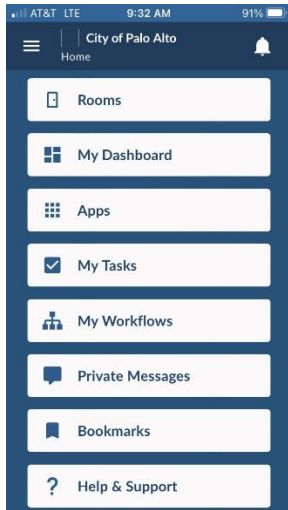 AT&T LTE 9:32 AM 91%
City of Palo Alto
Home
Rooms
My Dashboard
Apps
My Tasks
My Workflows
Private Messages
Bookmarks
? Help & Support